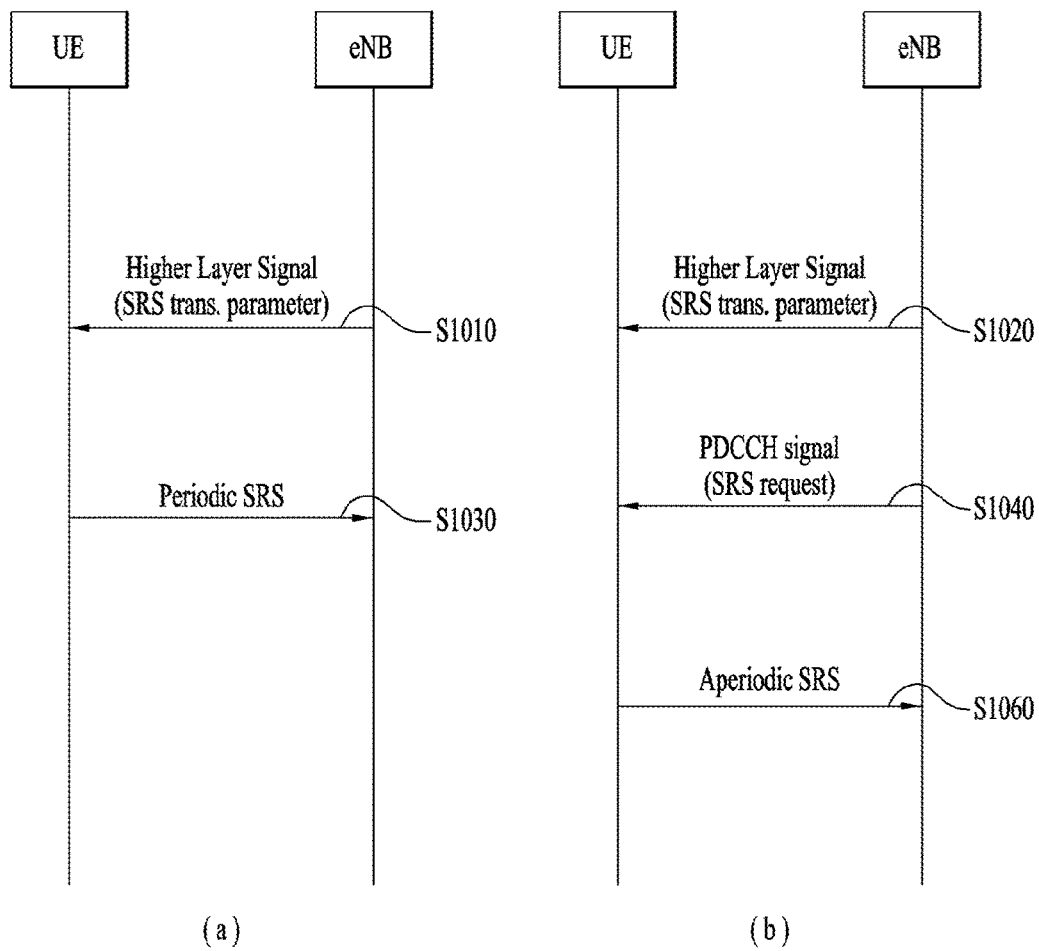 UE
eNB
Higher Layer Signal
(SRS trans. parameter)
S1010
Periodic SRS
S1030
(a)
UE
eNB
Higher Layer Signal
(SRS trans. parameter)
S1020
PDCCH signal
(SRS request)
S1040
Aperiodic SRS
S1060
(b)